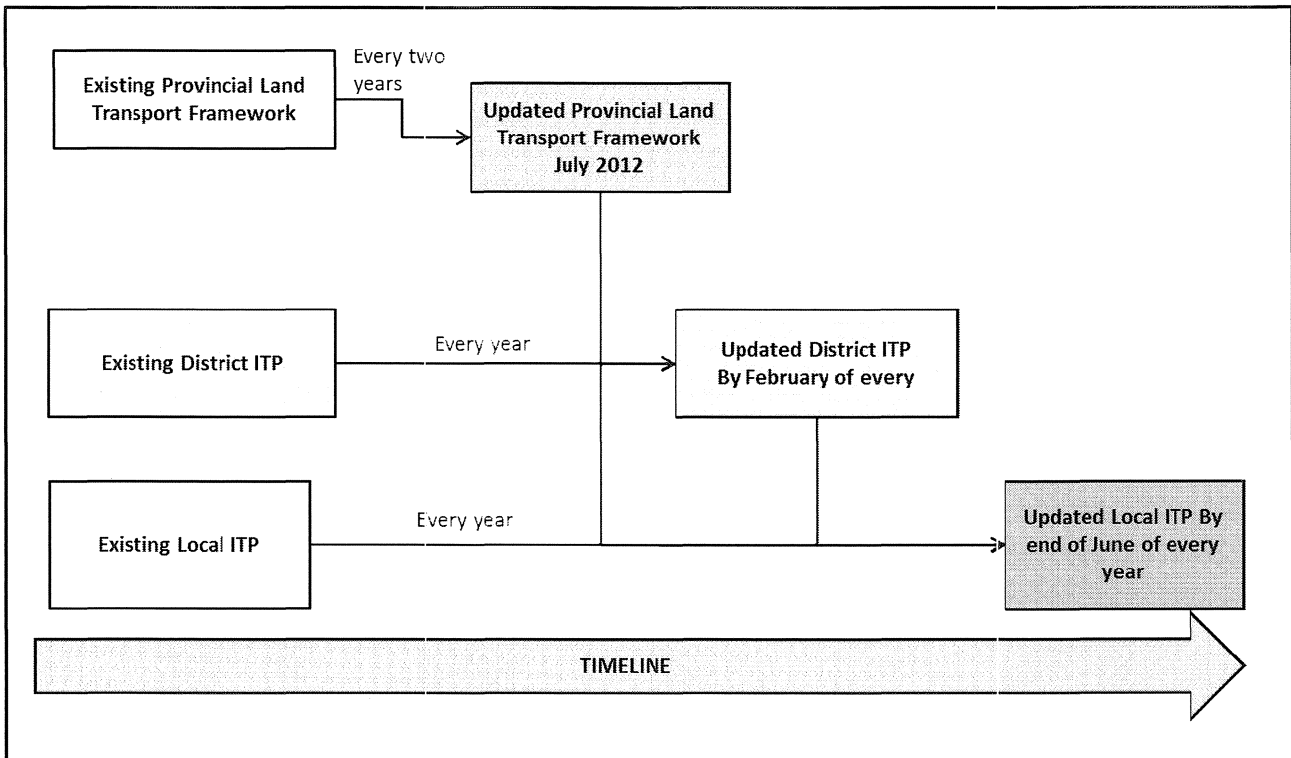 Existing Provincial Land
Transport Framework
Every two
years
Updated Provincial Land
Transport Framework
July 2012
Existing District ITP
Every year
Updated District ITP
By February of every
Existing Local ITP
Every year
Updated Local ITP By
end of June of every
year
TIMELINE